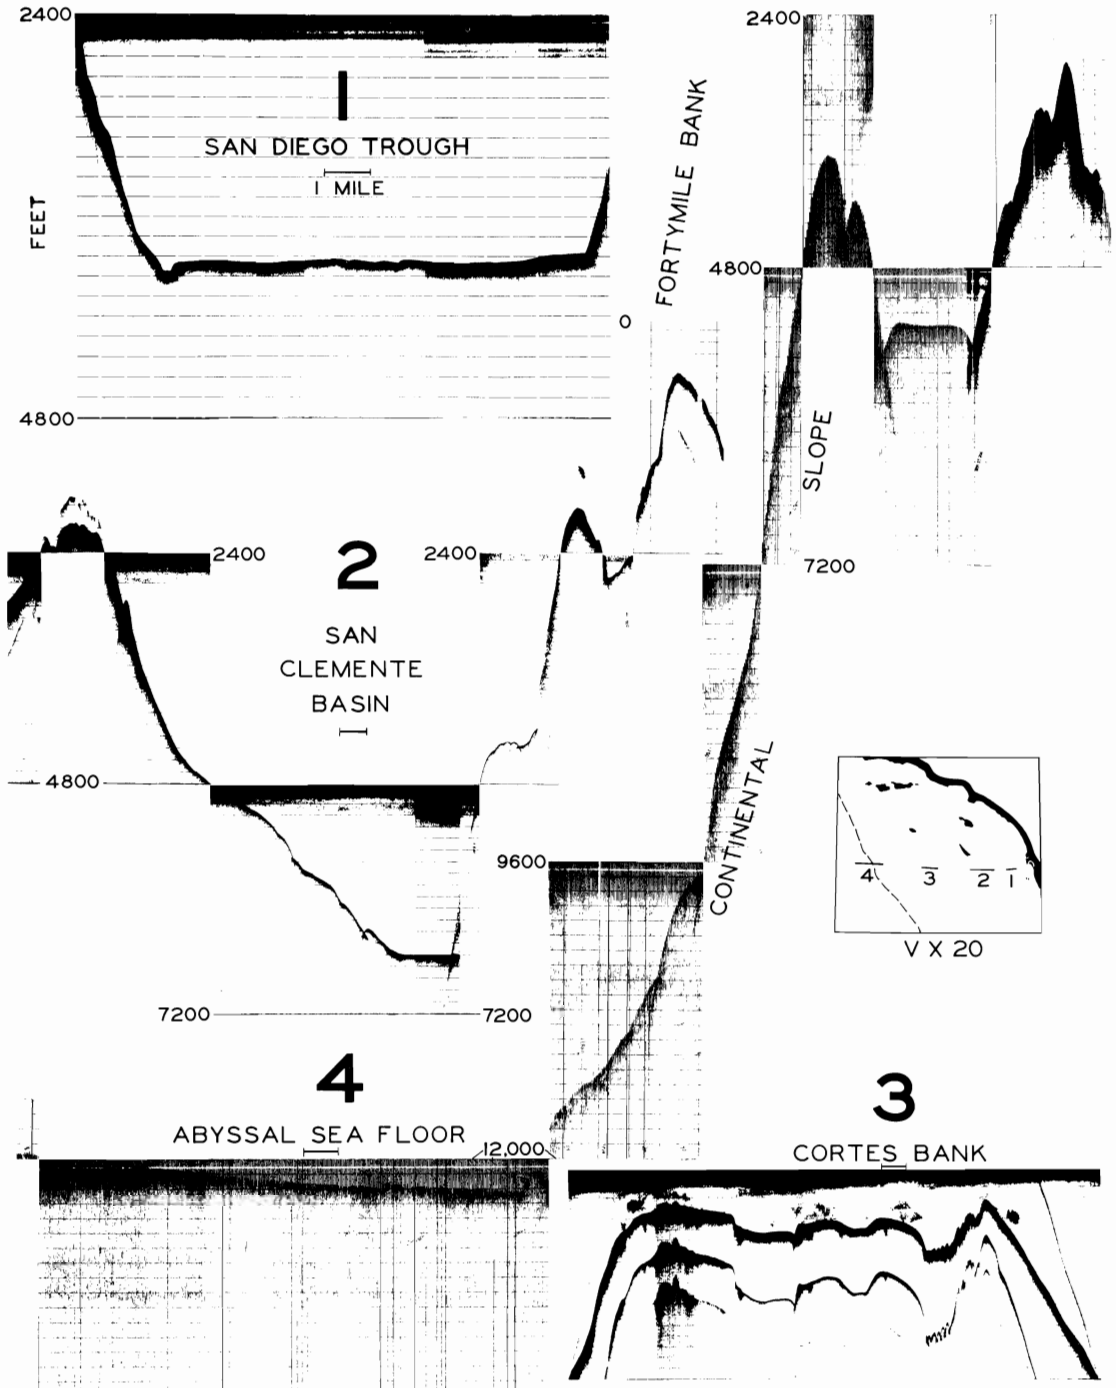 2400
1
SAN DIEGO TROUGH
1 MILE
FEET
4800
FORTYMILE BANK
0
2400
4800
SLOPE
7200
2400
2
2400
SAN
CLEMENTE
BASIN
4800
7200
7200
CONTINENTAL
9600
12,000
4
3
2
1
V X 20
4
ABYSSAL SEA FLOOR
3
CORTES BANK